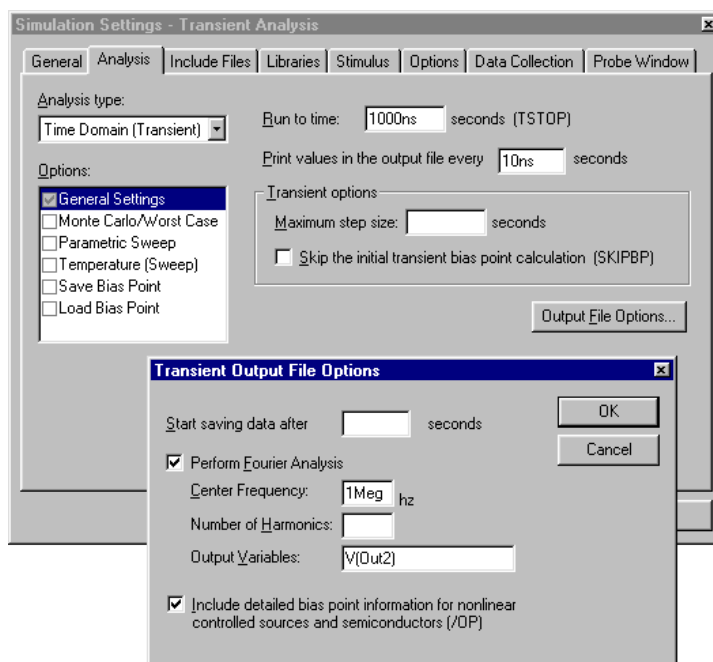 Simulation Settings - Transient Analysis
General Analysis Include Files Libraries Stimulus Options Data Collection Probe Window
Analysis type:
Time Domain (Transient)
Run to time: 1000ns seconds (TSTOP)
Print values in the output file every 10ns seconds
Options:
General Settings
Monte Carlo/Worst Case
Parametric Sweep
Temperature (Sweep)
Save Bias Point
Load Bias Point
Transient options
Maximum step size: seconds
Skip the initial transient bias point calculation (SKIPBP)
Output File Options...
Transient Output File Options
Start saving data after seconds
OK
Cancel
Perform Fourier Analysis
Center Frequency: 1Meg hz
Number of Harmonics:
Output Variables: V(Out2)
Include detailed bias point information for nonlinear
controlled sources and semiconductors (/OP)